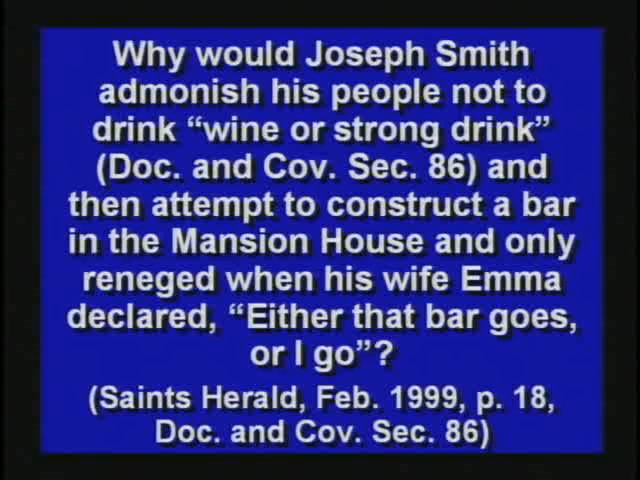 Why would Joseph Smith
admonish his people not to
drink “wine or strong drink”
(Doc. and Cov. Sec. 86) and
then attempt to construct a bar
in the Mansion House and only
reneged when his wife Emma
declared, “Either that bar goes,
or I go”?
(Saints Herald, Feb. 1999, p. 18,
Doc. and Cov. Sec. 86)